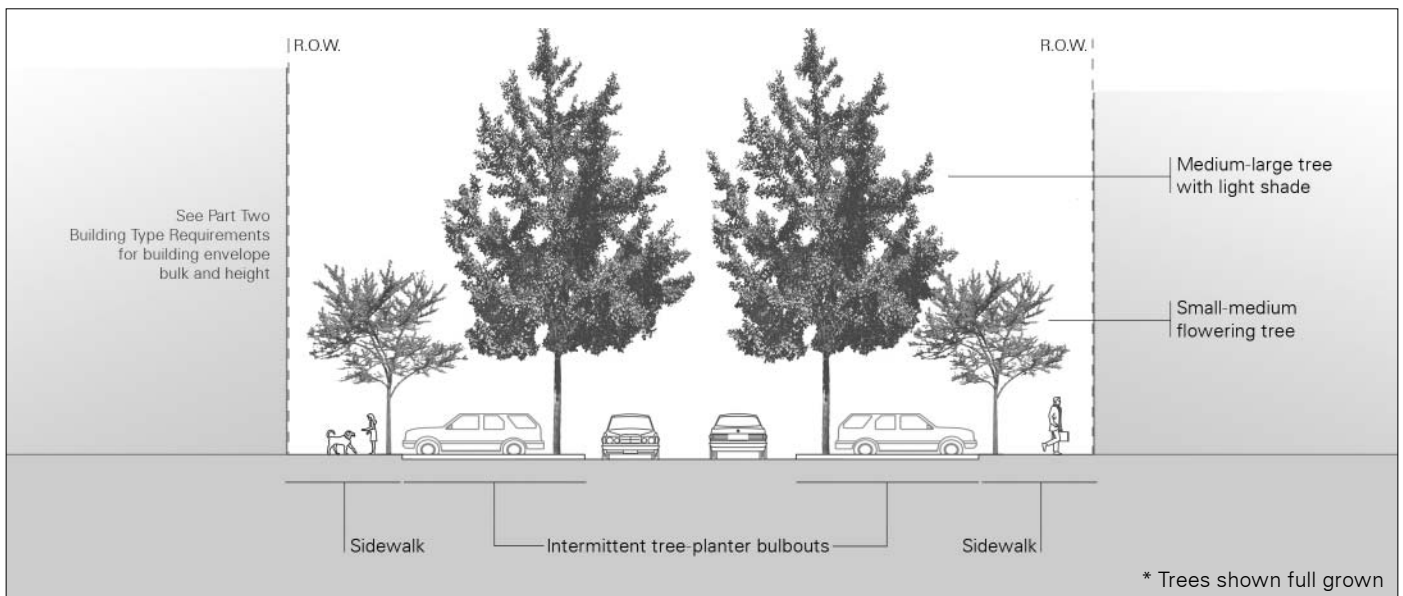 R.O.W.
R.O.W.
Medium-large tree
with light shade
See Part Two
Building Type Requirements
for building envelope
bulk and height
Small-medium
flowering tree
Sidewalk
Intermittent tree-planter bulbouts
Sidewalk
* Trees shown full grown